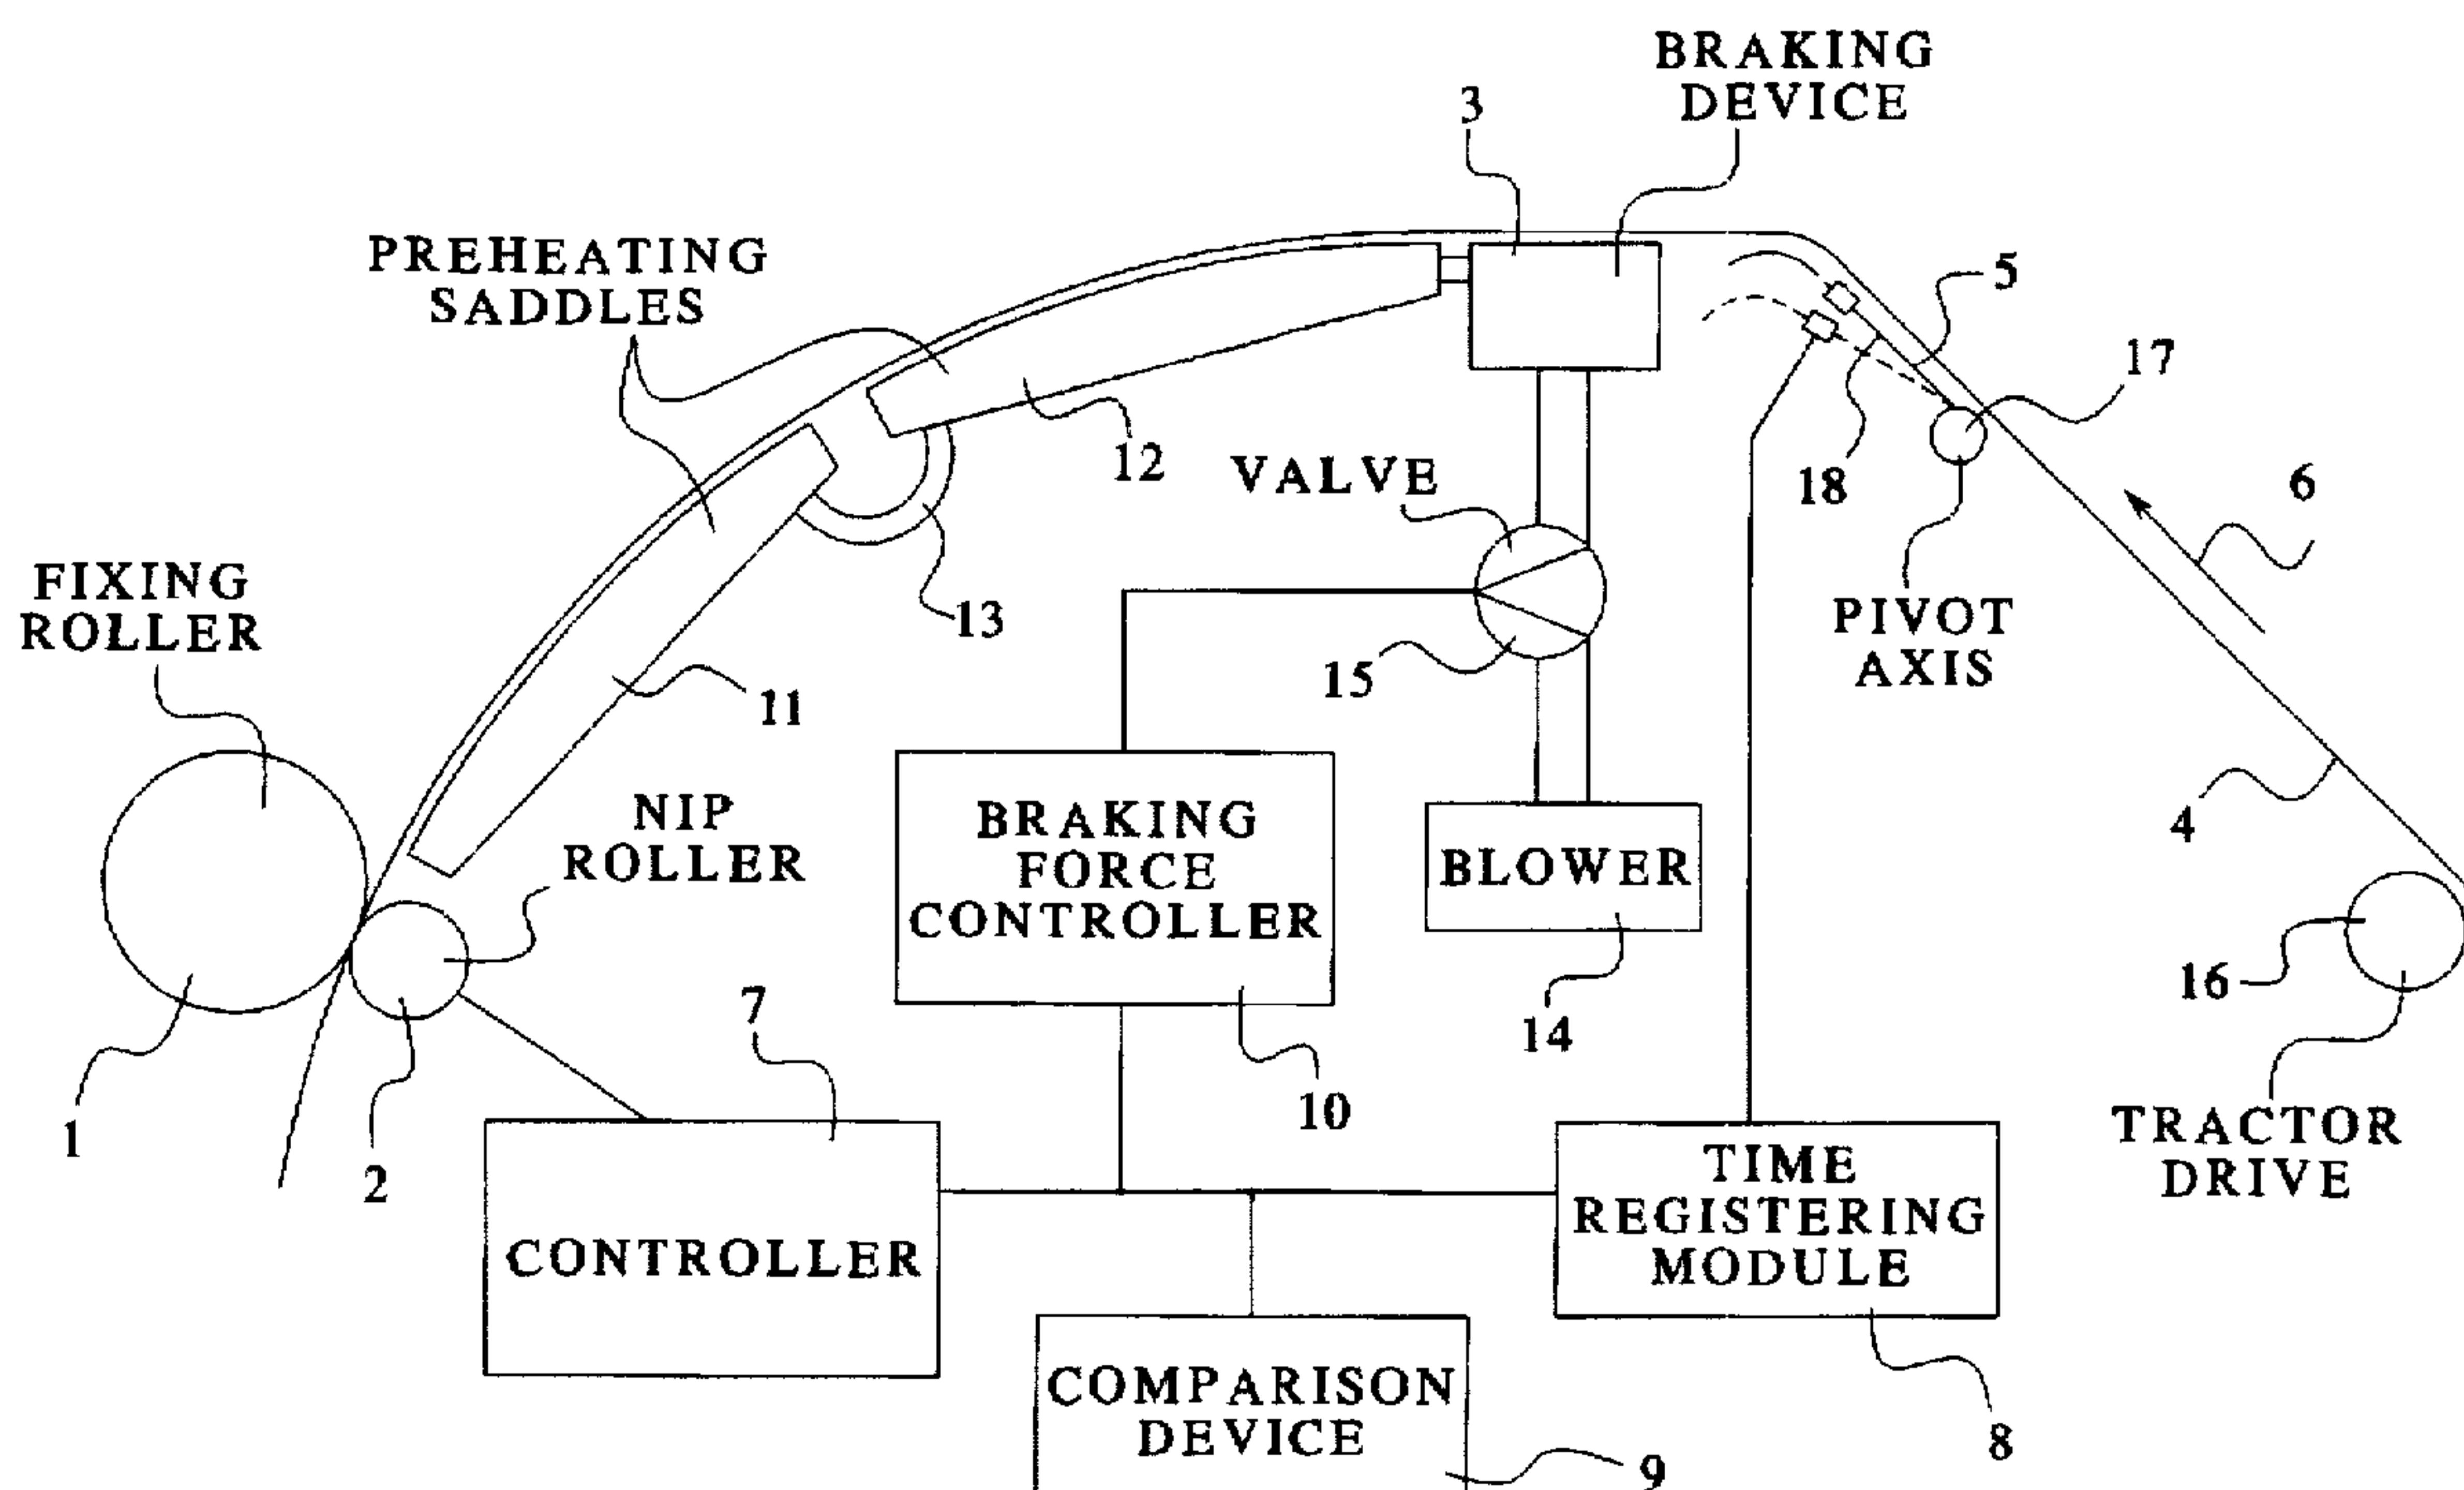 BRAKING
DEVICE
3
PREHEATING
SADDLES
5
17
12
VALVE
18
6
FIXING
ROLLER
13
PIVOT
AXIS
15
11
NIP
ROLLER
BRAKING
FORCE
CONTROLLER
BLOWER
4
16
7
14
1
2
10
TRACTOR
DRIVE
CONTROLLER
TIME
REGISTERING
MODULE
COMPARISON
DEVICE
8
9